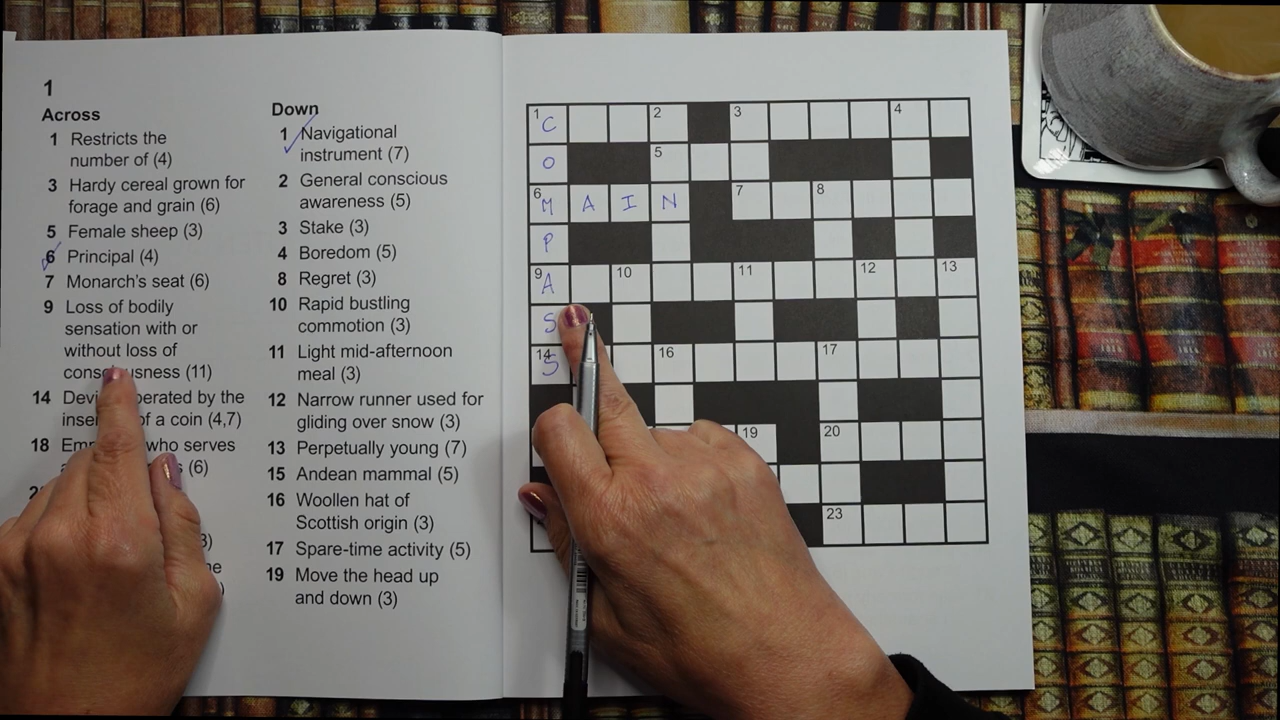 1
Across
1 Restricts the
number of (4)
3 Hardy cereal grown for
forage and grain (6)
5 Female sheep (3)
6 Principal (4)
7 Monarch's seat (6)
9 Loss of bodily
sensation with or
without loss of
(11)
14 operated by the
of a coin (4,7)
18 who serves
(6)
Down
1 Navigational
instrument (7)
2 General conscious
awareness (5)
3 Stake (3)
4 Boredom (5)
8 Regret (3)
10 Rapid bustling
commotion (3)
11 Light mid-afternoon
meal (3)
12 Narrow runner used for
gliding over snow (3)
13 Perpetually young (7)
15 Andean mammal (5)
16 Woollen hat of
Scottish origin (3)
17 Spare-time activity (5)
19 Move the head up
and down (3)
1 C 2 3 4
O 5
6 M A I N 7 8
P
9 A 10 11 12 13
S
14 S 16 17
19 20
23